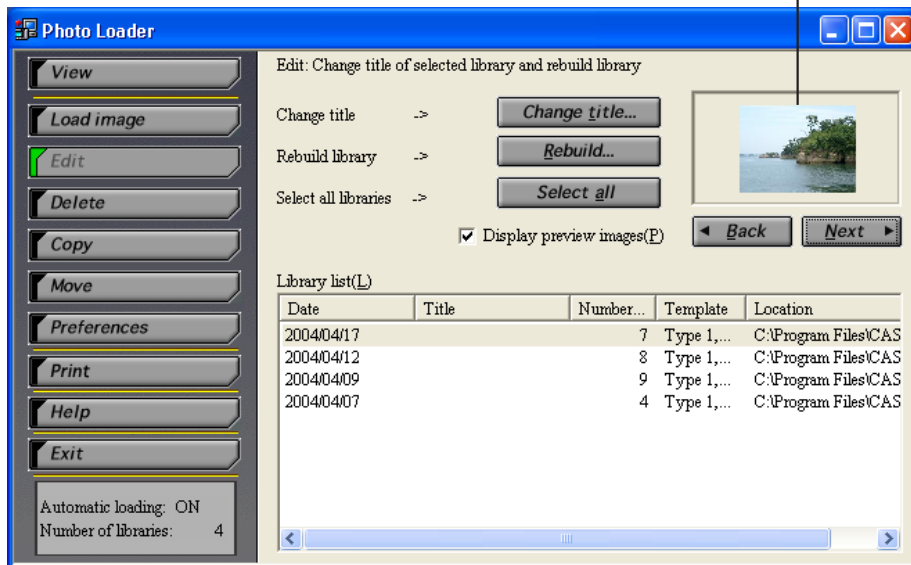 Photo Loader
View
Load image
Edit
Delete
Copy
Move
Preferences
Print
Help
Exit
Automatic loading: ON
Number of libraries: 4
Edit: Change title of selected library and rebuild library
Change title -> Change title...
Rebuild library -> Rebuild...
Select all libraries -> Select all
Display preview images(P)
Back Next
Library list(L)
Date Title Number... Template Location
2004/04/17 7 Type 1,... C:\Program Files\CAS
2004/04/12 8 Type 1,... C:\Program Files\CAS
2004/04/09 9 Type 1,... C:\Program Files\CAS
2004/04/07 4 Type 1,... C:\Program Files\CAS